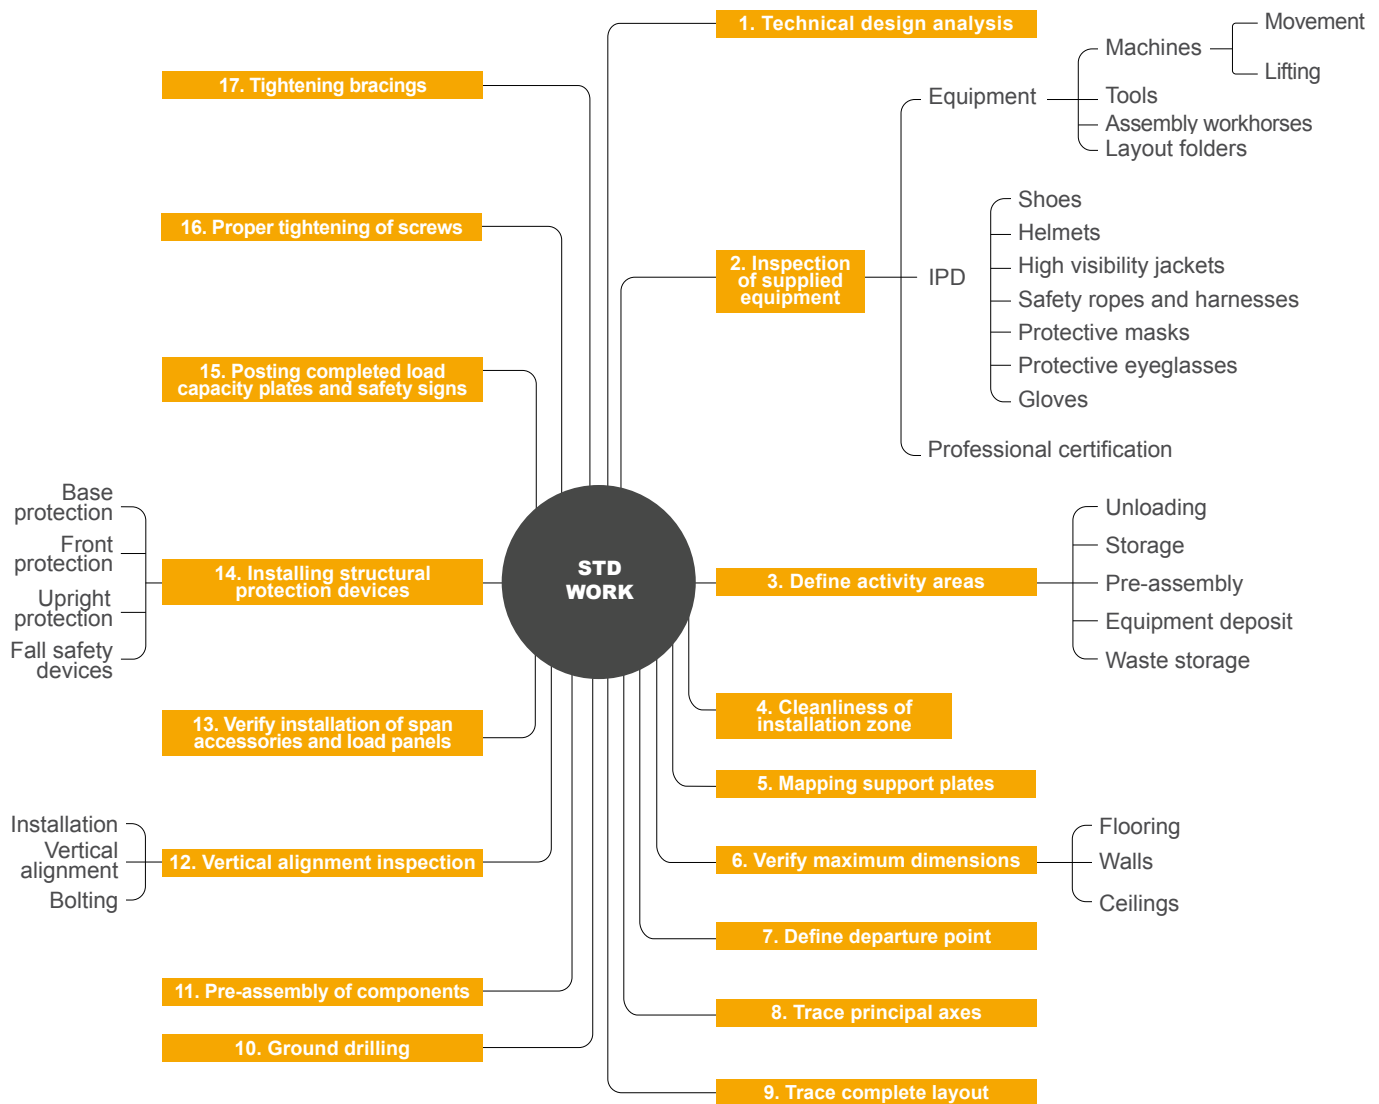 1. Technical design analysis
2. Inspection
of supplied
equipment
Equipment
Machines
Movement
Lifting
Tools
Assembly workhorses
Layout folders
IPD
Shoes
Helmets
High visibility jackets
Safety ropes and harnesses
Protective masks
Protective eyeglasses
Gloves
Professional certification
3. Define activity areas
Unloading
Storage
Pre-assembly
Equipment deposit
Waste storage
4. Cleanliness of
installation zone
5. Mapping support plates
6. Verify maximum dimensions
Flooring
Walls
Ceilings
7. Define departure point
8. Trace principal axes
9. Trace complete layout
10. Ground drilling
11. Pre-assembly of components
12. Vertical alignment inspection
Installation
Vertical
alignment
Bolting
13. Verify installation of span
accessories and load panels
14. Installing structural
protection devices
Base
protection
Front
protection
Upright
protection
Fall safety
devices
15. Posting completed load
capacity plates and safety signs
16. Proper tightening of screws
17. Tightening bracings
STD
WORK